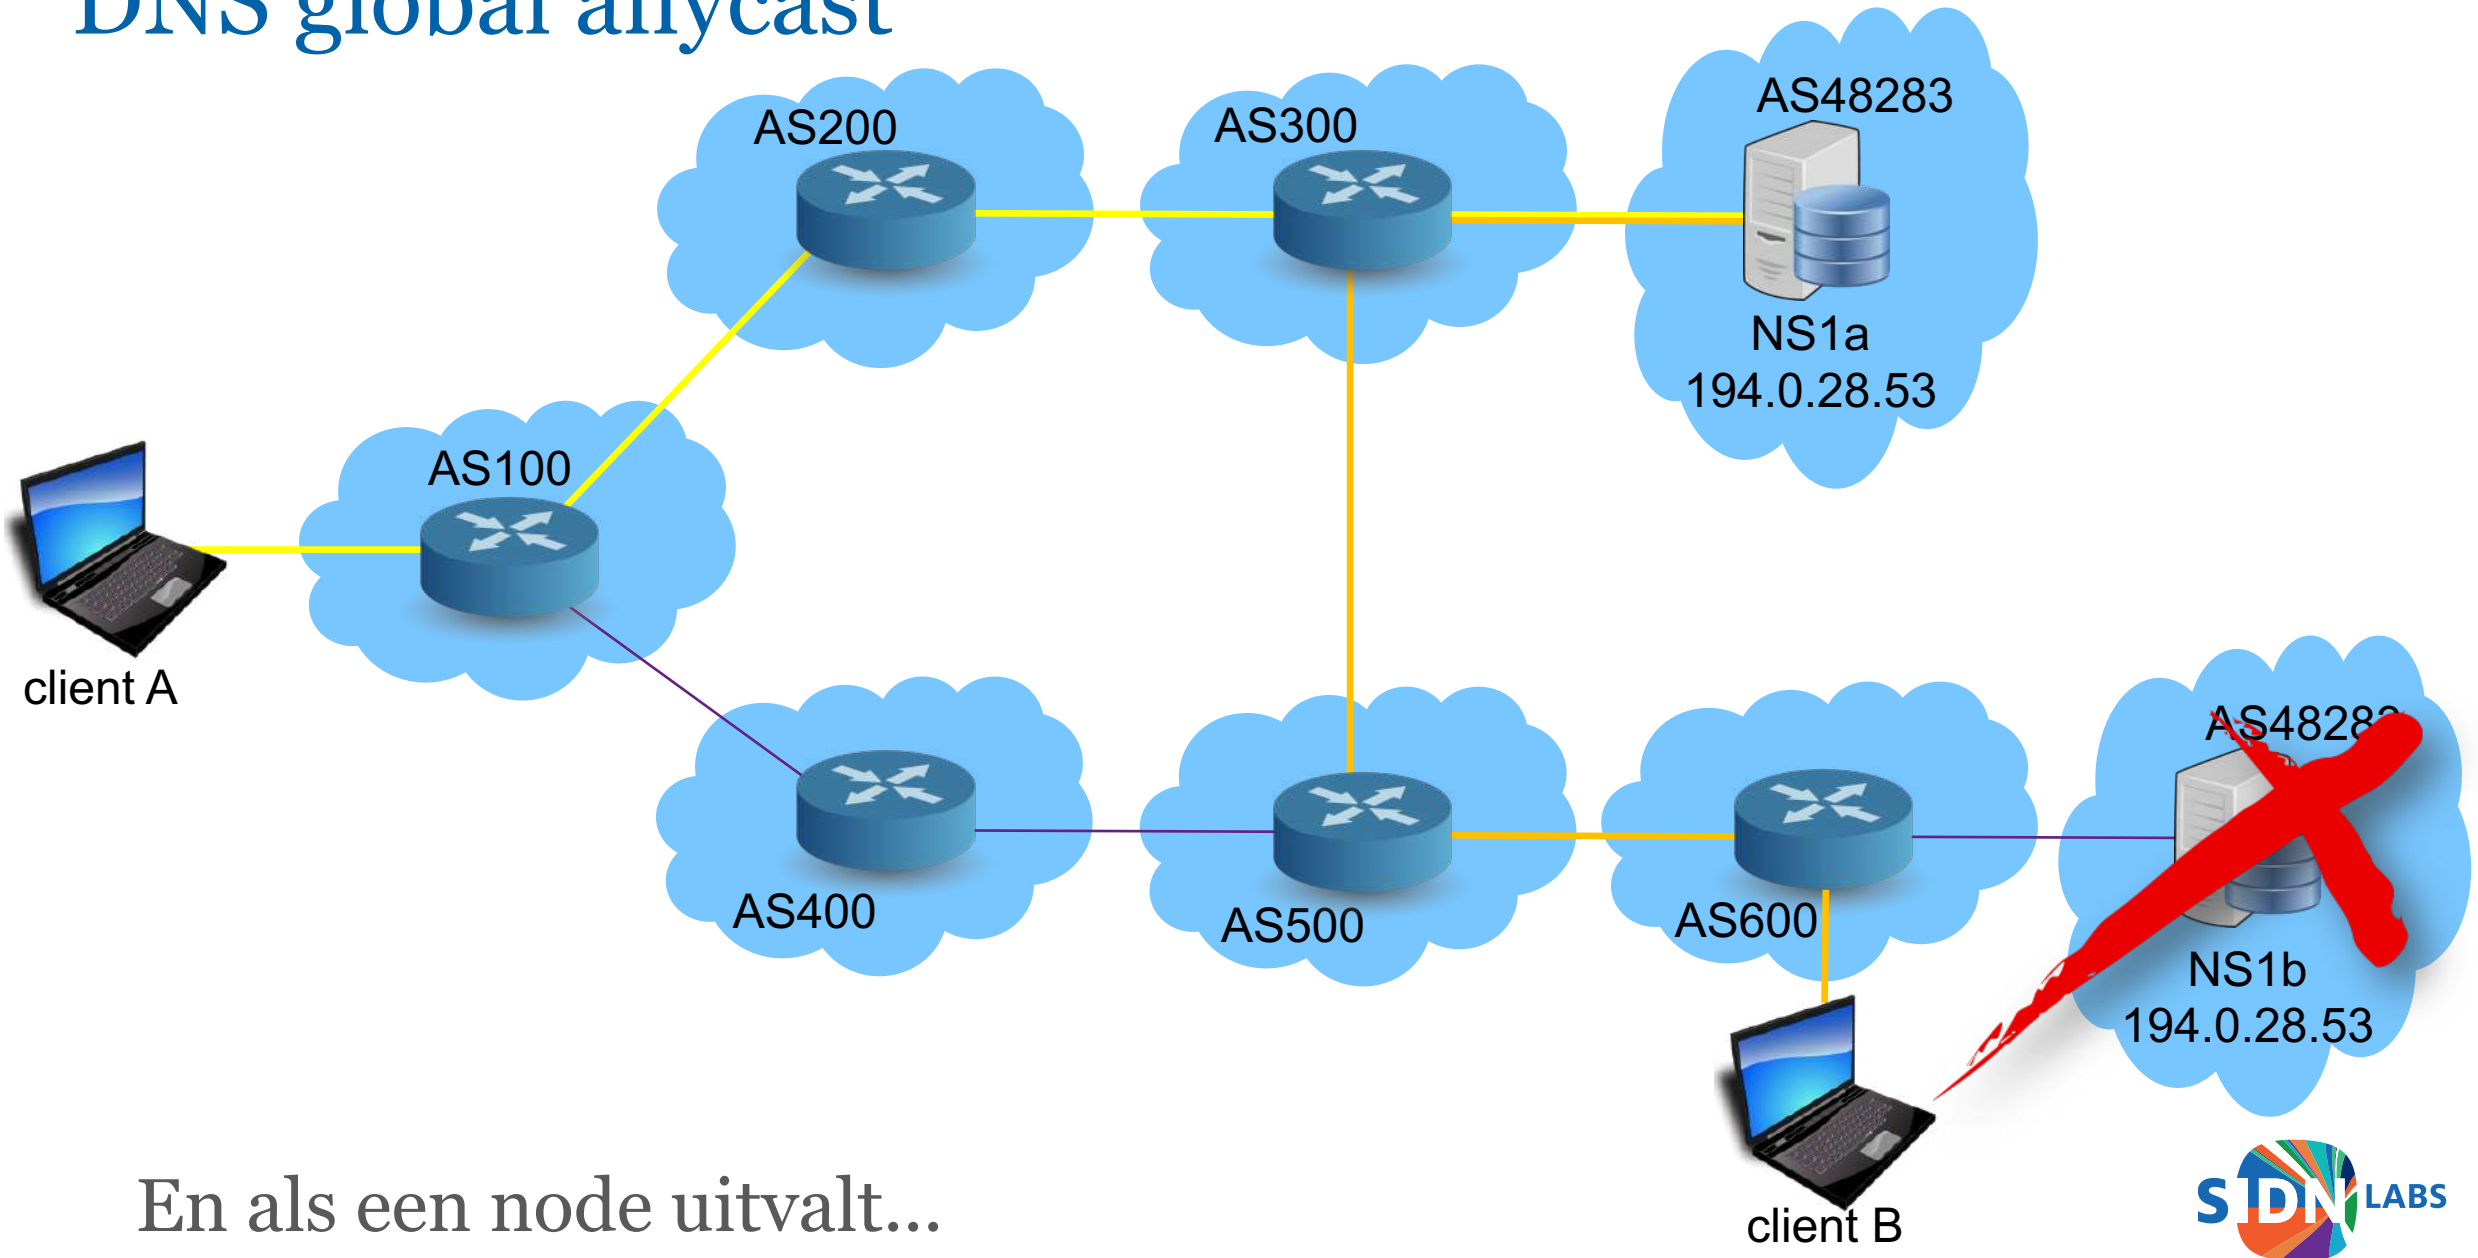 DNS global anycast
AS200
AS300
AS48283
NS1a
194.0.28.53
AS100
client A
AS400
AS500
AS600
NS1b
194.0.28.53
client B
En als een node uitvalt...
SIDN LABS